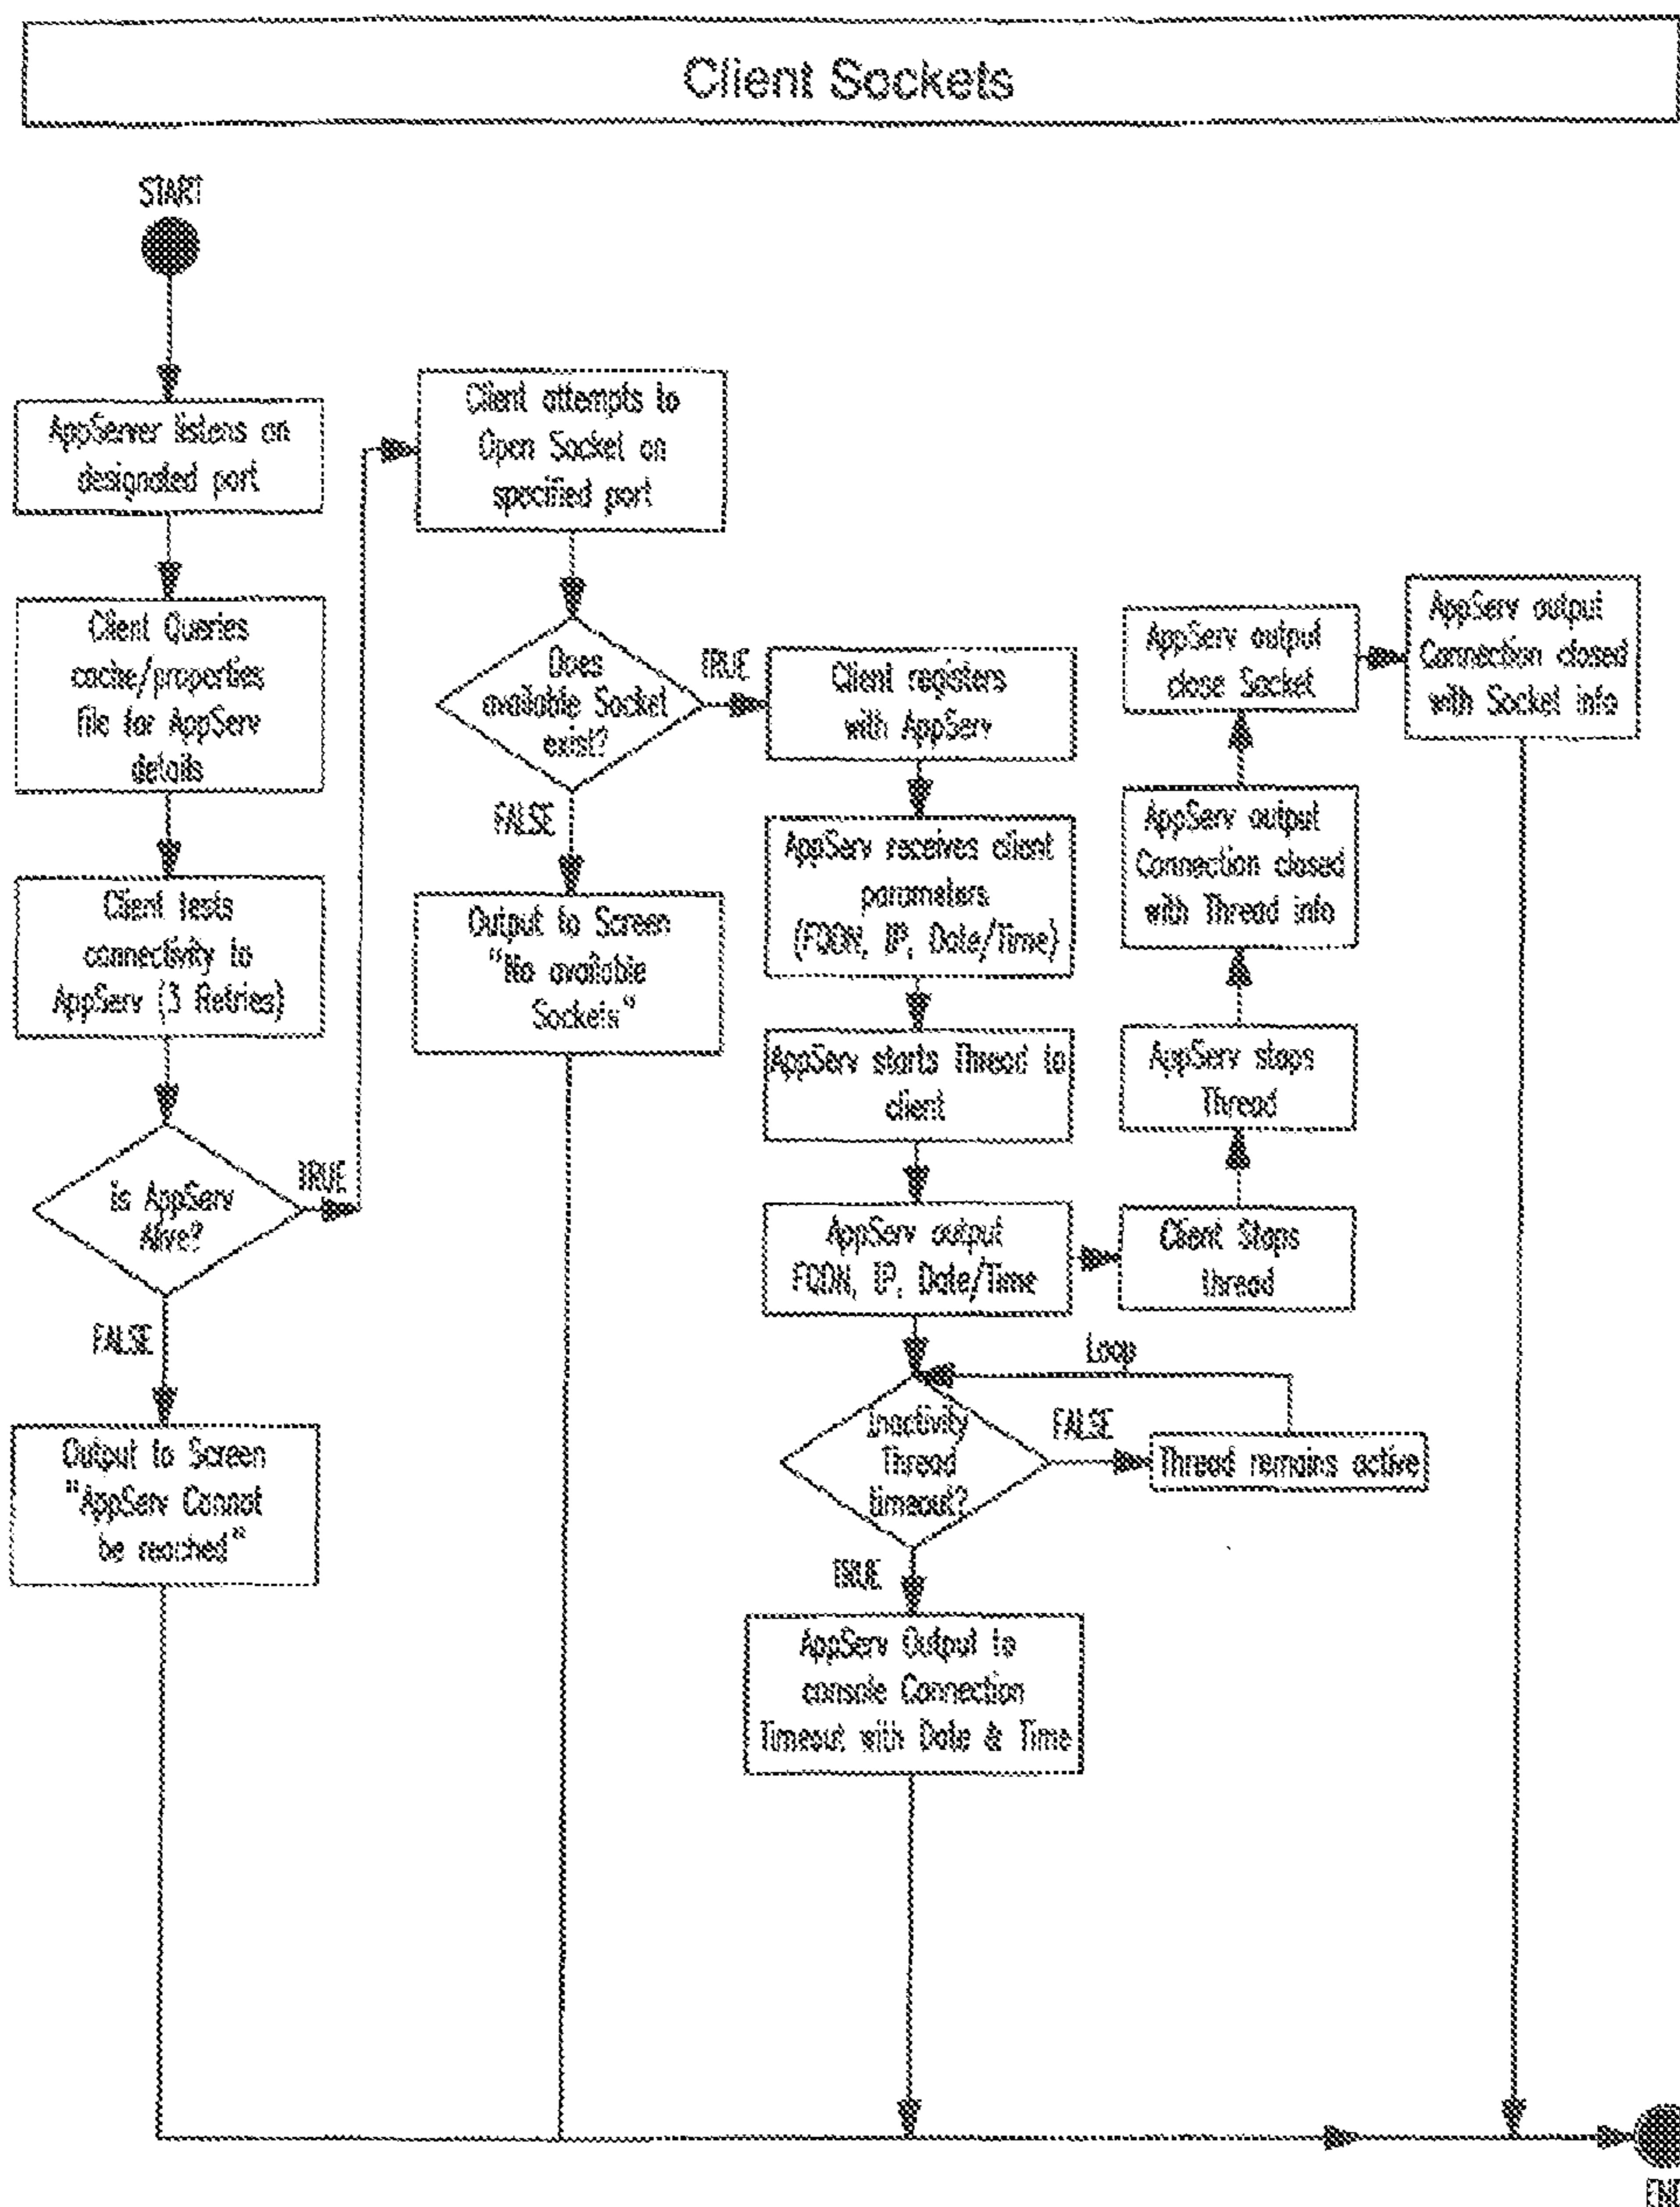 Client Sockets
START
AppServer listens on
designated port
Client Queries
cache/properties
file for AppServ
details
Client tests
connectivity to
AppServ (3 Retries)
Is AppServ
Alive?
TRUE
FALSE
Output to Screen
"AppServ Cannot
be reached"
Client attempts to
Open Socket on
specified port
Does
available Socket
exist?
TRUE
FALSE
Output to Screen
"No available
Sockets"
Client registers
with AppServ
AppServ receives client
parameters
(FQDN, IP, Date/Time)
AppServ starts Thread to
client
AppServ output
FQDN, IP, Date/Time
Inactivity
Thread
timeout?
FALSE
Thread remains active
Loop
TRUE
AppServ Output to
console Connection
Timeout with Date & Time
Client Stops
thread
AppServ stops
Thread
AppServ output
Connection closed
with Thread info
AppServ output
close Socket
AppServ output
Connection closed
with Socket info
END